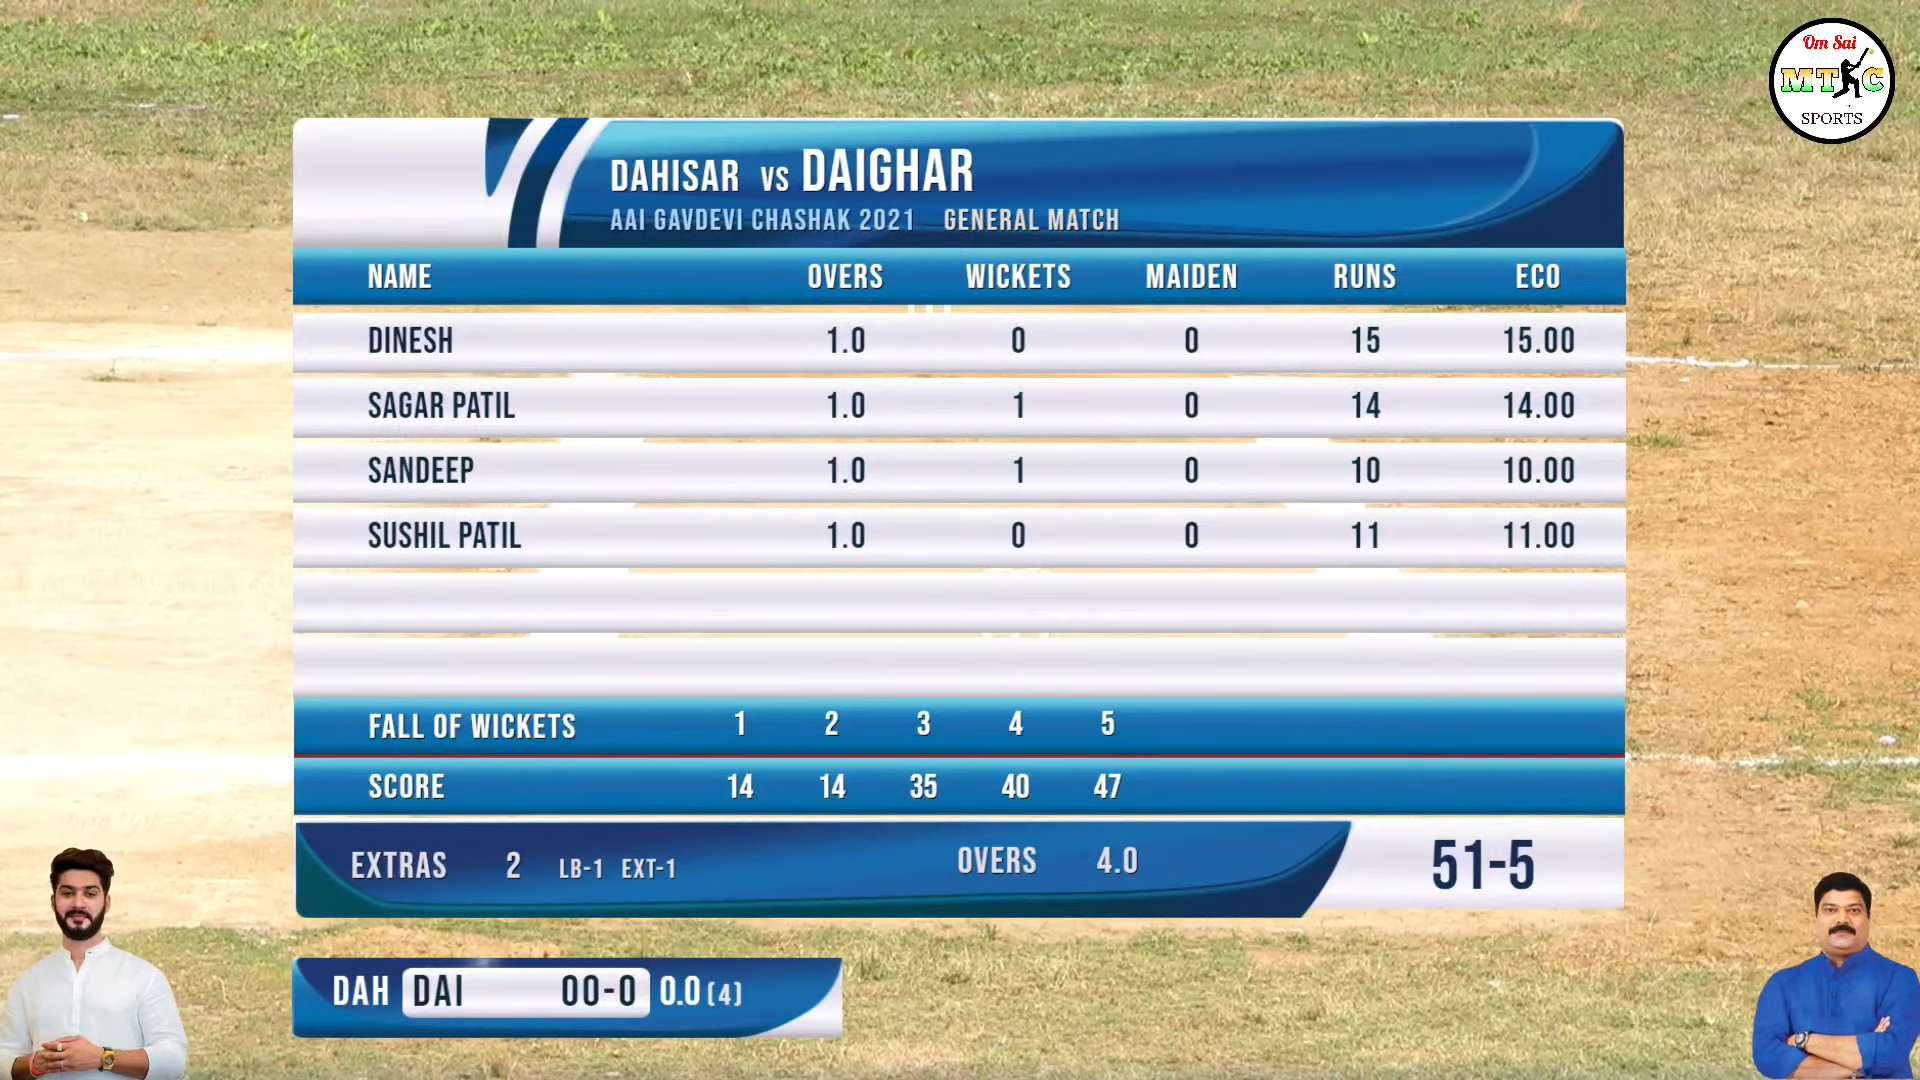 Om Sai
MT C
SPORTS
DAHISAR VS DAIGHAR
AAI GAVDEVI CHASHAK 2021 GENERAL MATCH
NAME OVERS WICKETS MAIDEN RUNS ECO
DINESH 1.0 0 0 15 15.00
SAGAR PATIL 1.0 1 0 14 14.00
SANDEEP 1.0 1 0 10 10.00
SUSHIL PATIL 1.0 0 0 11 11.00
FALL OF WICKETS 1 2 3 4 5
SCORE 14 14 35 40 47
EXTRAS 2 LB-1 EXT-1 OVERS 4.0 51-5
DAH DAI 00-0 0.0 (4)